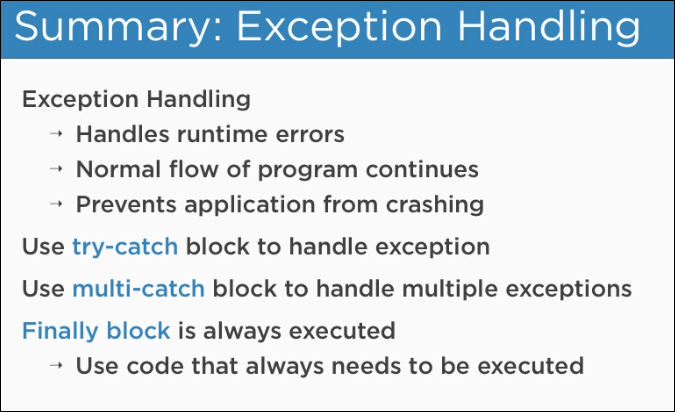 Summary: Exception Handling
Exception Handling
→ Handles runtime errors
→ Normal flow of program continues
→ Prevents application from crashing
Use try-catch block to handle exception
Use multi-catch block to handle multiple exceptions
Finally block is always executed
→ Use code that always needs to be executed